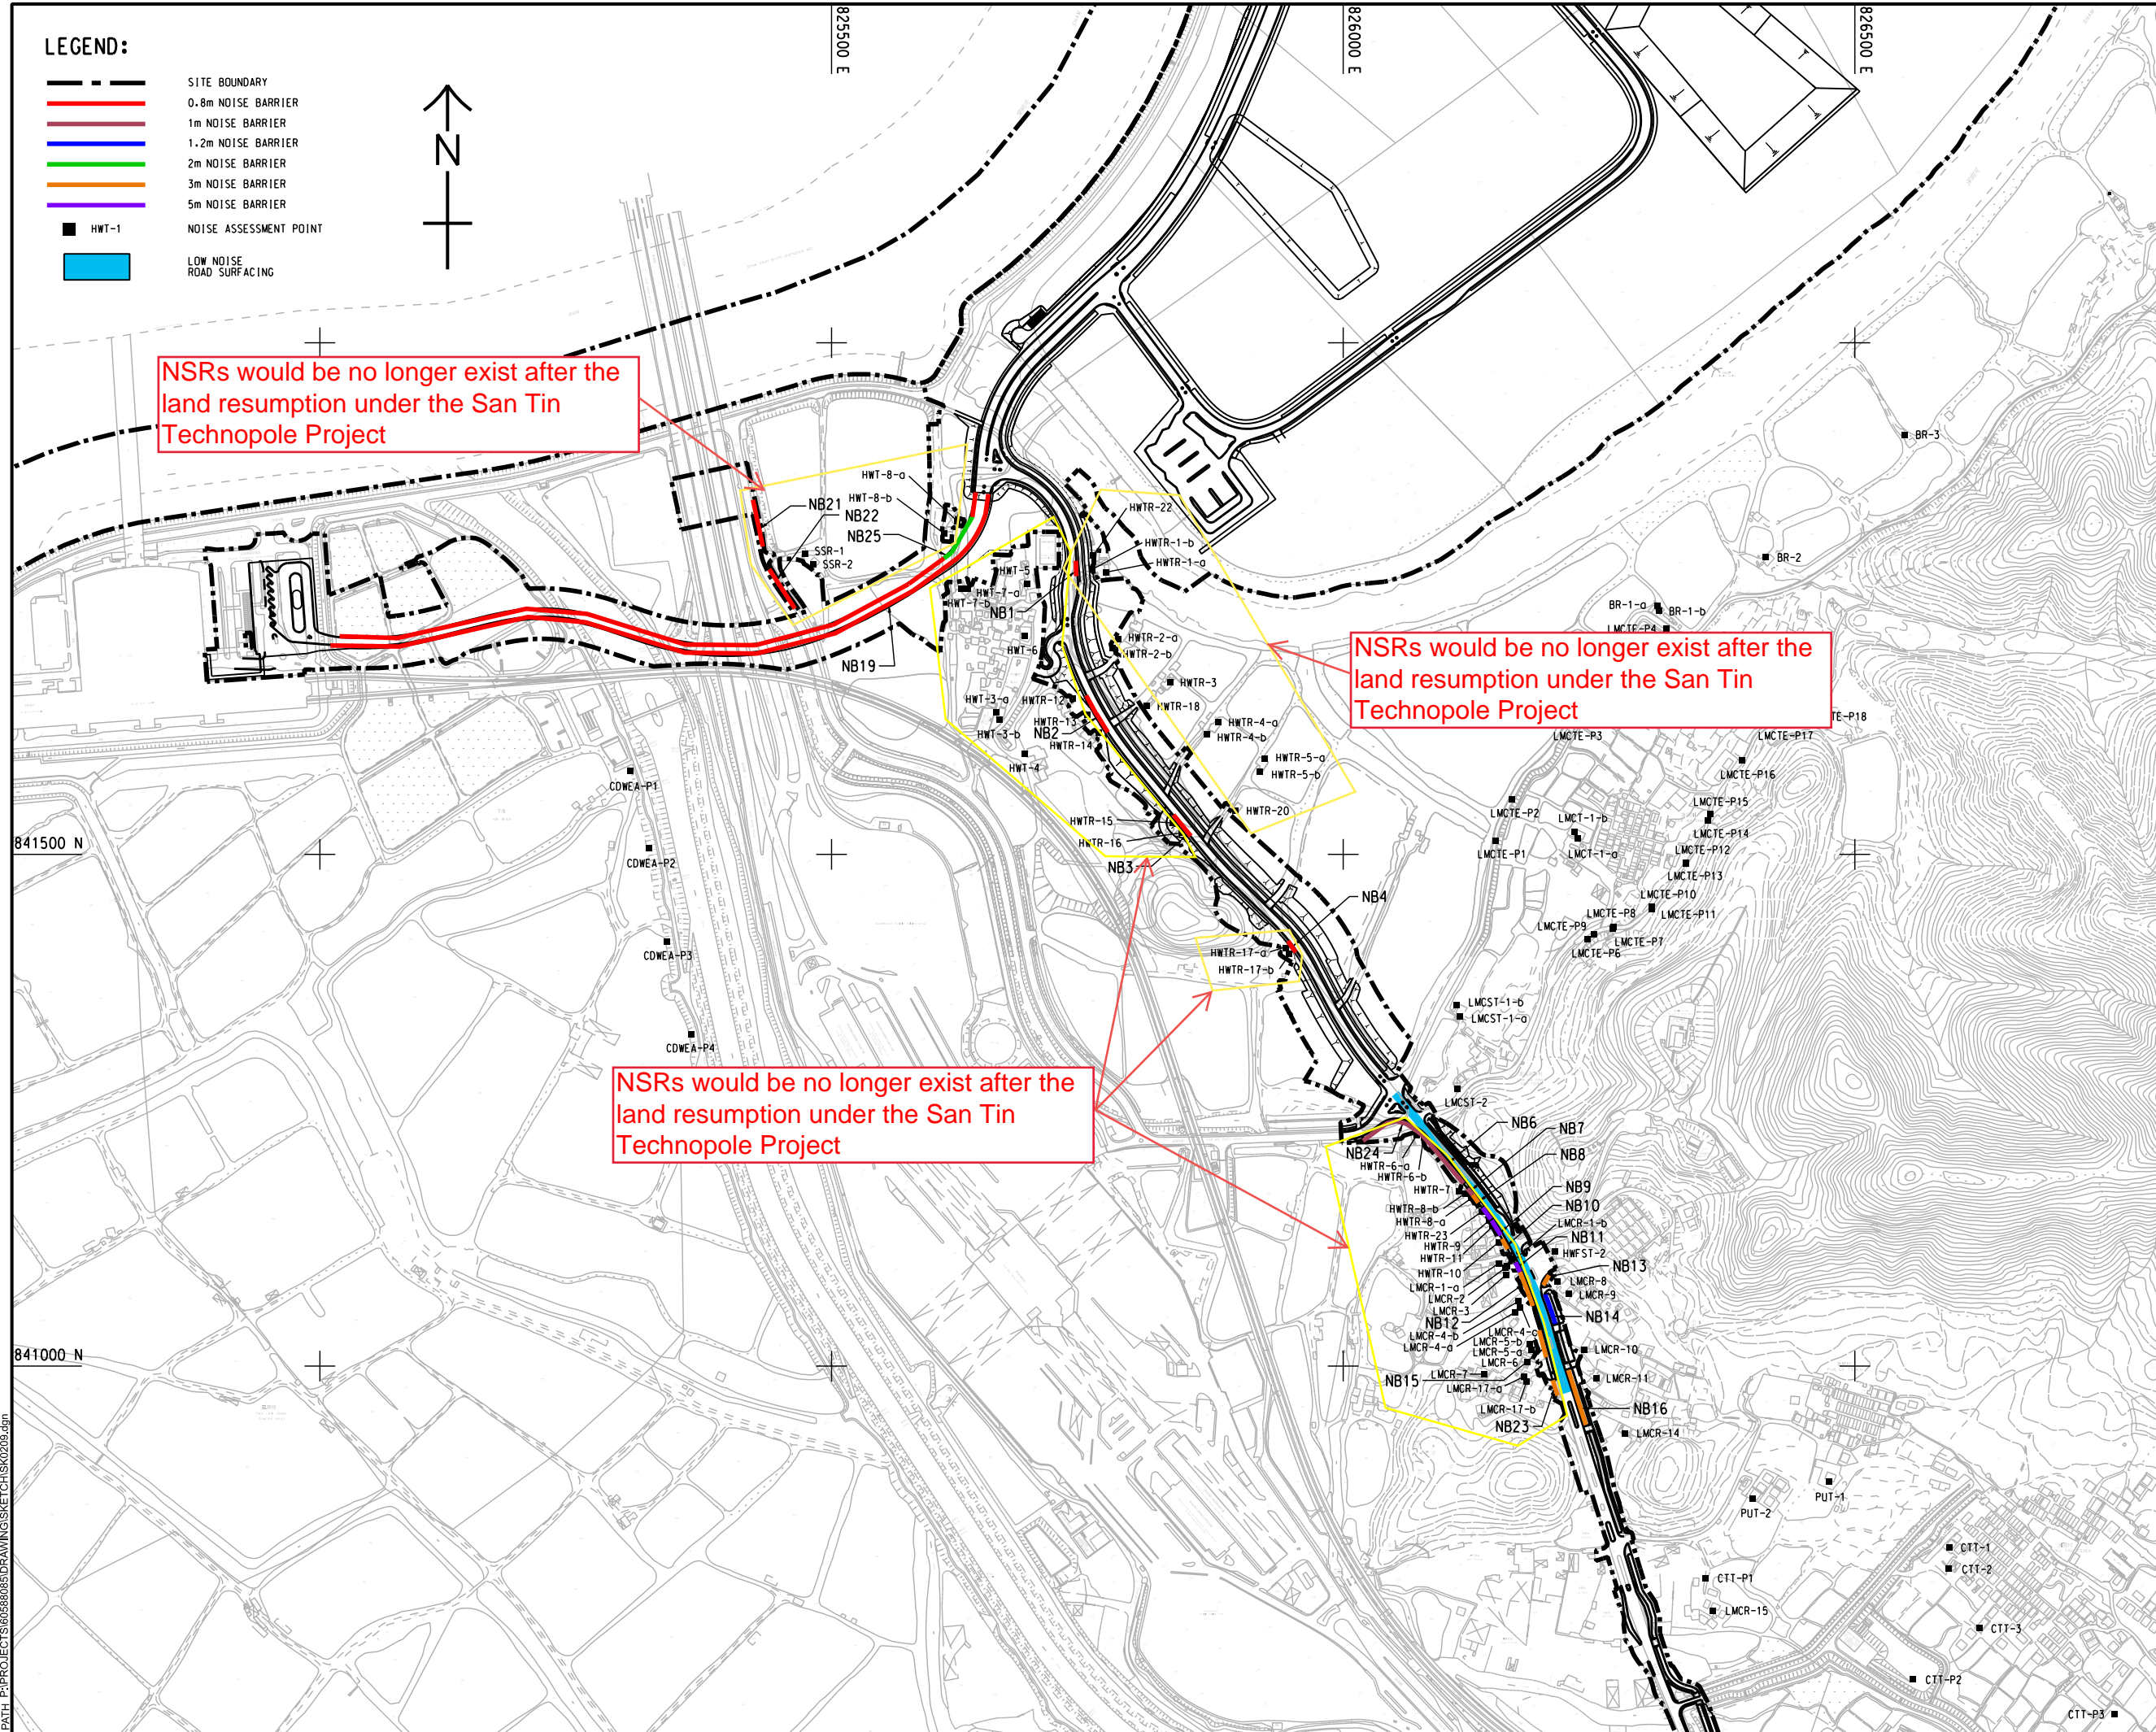 LEGEND:
SITE BOUNDARY
0.8m NOISE BARRIER
1m NOISE BARRIER
1.2m NOISE BARRIER
2m NOISE BARRIER
3m NOISE BARRIER
5m NOISE BARRIER
HWT-1 NOISE ASSESSMENT POINT
LOW NOISE
ROAD SURFACING
N
825500 E
826000 E
826500 E
NSRs would be no longer exist after the
land resumption under the San Tin
Technopole Project
BR-3
HWT-8-a
HWT-8-b
NB21
NB22
NB25
HWTR-22
SSR-1
SSR-2
HWTR-1-b
HWTR-1-a
BR-2
HWT-5
HWT-7-a
HWT-7-b
NB1
BR-1-a
BR-1-b
LMCTE-P4
HWT-6
HWTR-2-a
HWTR-2-b
NB19
NSRs would be no longer exist after the
land resumption under the San Tin
Technopole Project
HWTR-3
HWT-3-a
HWTR-12
HWTR-18
HWTR-13
HWT-3-b
NB2
HWTR-14
HWTR-4-a
HWTR-4-b
TE-P18
LMCTE-P3
LMCTE-P17
HWT-4
HWTR-5-a
HWTR-5-b
LMCTE-P16
CDWEA-P1
LMCTE-P15
HWTR-20
LMCTE-P2
LMCT-1-b
HWTR-15
LMCTE-P14
HWTR-16
841500 N
LMCTE-P1
LMCT-1-a
LMCTE-P12
CDWEA-P2
NB3
LMCTE-P13
NB4
LMCTE-P10
LMCTE-P8
LMCTE-P11
LMCTE-P9
LMCTE-P7
LMCTE-P6
CDWEA-P3
HWTR-17-a
HWTR-17-b
LMCST-1-b
LMCST-1-a
CDWEA-P4
NSRs would be no longer exist after the
land resumption under the San Tin
Technopole Project
LMCST-2
NB6
NB7
NB24
NB8
HWTR-6-a
HWTR-6-b
HWTR-7
NB9
HWTR-8-b
NB10
HWTR-8-a
LMCR-1-b
HWTR-23
NB11
HWTR-9
HWFST-2
HWTR-11
NB13
HWTR-10
LMCR-8
LMCR-1-a
LMCR-9
LMCR-2
LMCR-3
NB14
NB12
LMCR-4-c
LMCR-4-b
LMCR-5-b
LMCR-4-a
LMCR-5-a
841000 N
LMCR-10
LMCR-6
LMCR-7
LMCR-11
NB15
LMCR-17-a
LMCR-17-b
NB16
NB23
LMCR-14
PUT-1
PUT-2
CTT-1
CTT-2
CTT-P1
LMCR-15
CTT-3
CTT-P2
CTT-P3
PATH P:\PROJECTS\60588085\DRAWING\SKETCH\SK0209.dgn